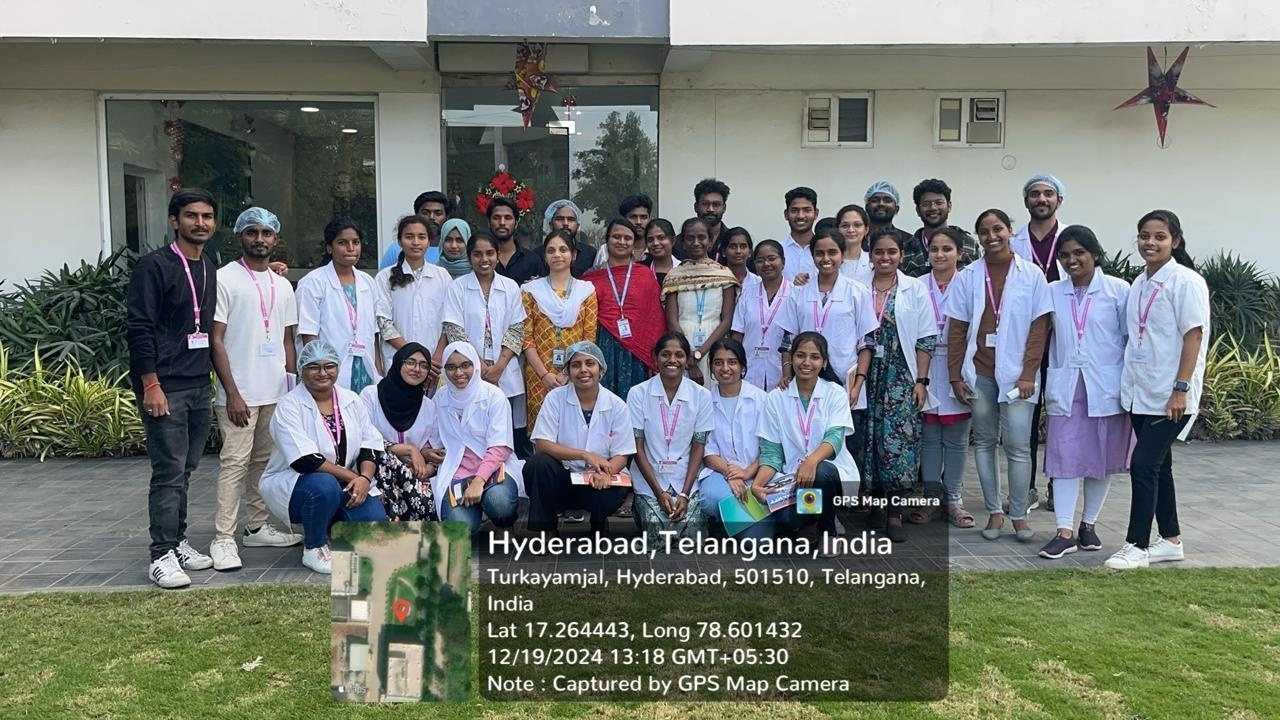 GPS Map Camera
Hyderabad,Telangana,India
Turkayamjal, Hyderabad, 501510, Telangana,
India
Lat 17.264443, Long 78.601432
12/19/2024 13:18 GMT+05:30
Note : Captured by GPS Map Camera
Maps